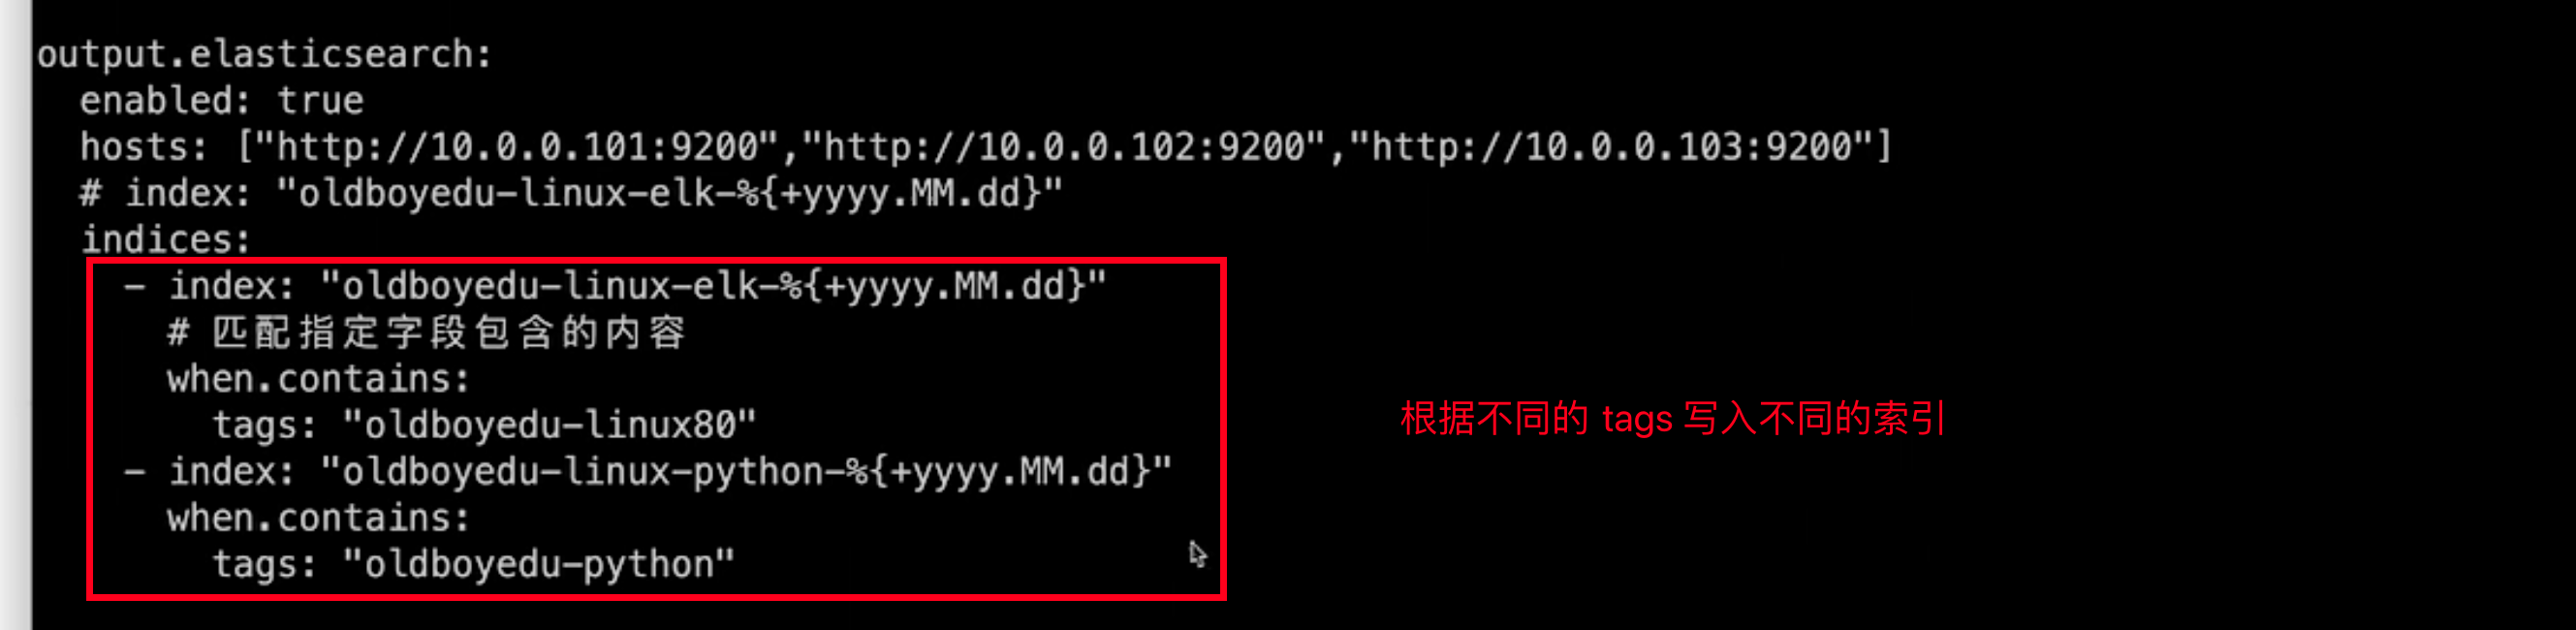 output.elasticsearch:
  enabled: true
  hosts: ["http://10.0.0.101:9200","http://10.0.0.102:9200","http://10.0.0.103:9200"]
  # index: "oldboyedu-linux-elk-%{+yyyy.MM.dd}"
  indices:
    - index: "oldboyedu-linux-elk-%{+yyyy.MM.dd}"
      # 匹配指定字段包含的内容
      when.contains:
        tags: "oldboyedu-linux80"
    - index: "oldboyedu-linux-python-%{+yyyy.MM.dd}"
      when.contains:
        tags: "oldboyedu-python"
根据不同的 tags 写入不同的索引